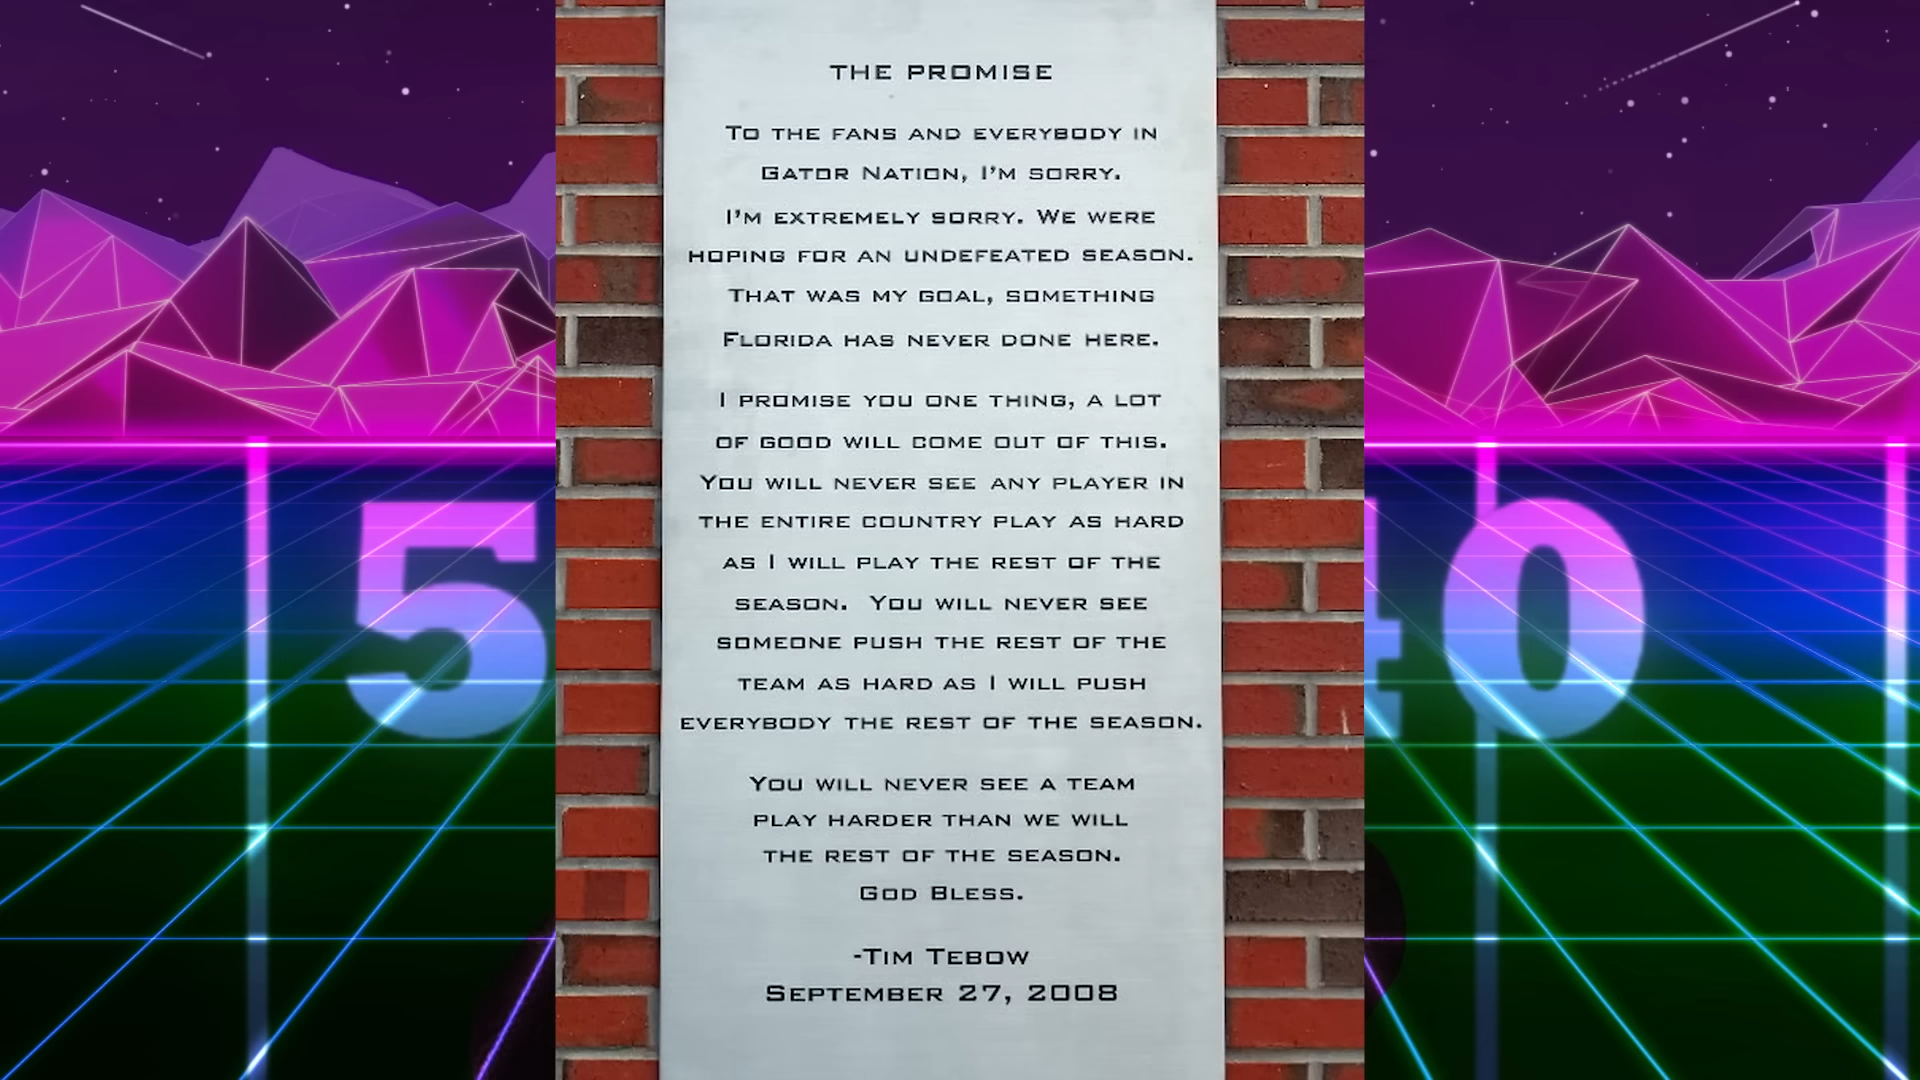 THE PROMISE
TO THE FANS AND EVERYBODY IN
GATOR NATION, I'M SORRY.
I'M EXTREMELY SORRY. WE WERE
HOPING FOR AN UNDEFEATED SEASON.
THAT WAS MY GOAL, SOMETHING
FLORIDA HAS NEVER DONE HERE.
I PROMISE YOU ONE THING, A LOT
OF GOOD WILL COME OUT OF THIS.
YOU WILL NEVER SEE ANY PLAYER IN
THE ENTIRE COUNTRY PLAY AS HARD
AS I WILL PLAY THE REST OF THE
SEASON. YOU WILL NEVER SEE
SOMEONE PUSH THE REST OF THE
TEAM AS HARD AS I WILL PUSH
EVERYBODY THE REST OF THE SEASON.
YOU WILL NEVER SEE A TEAM
PLAY HARDER THAN WE WILL
THE REST OF THE SEASON.
GOD BLESS.
-TIM TEBOW
SEPTEMBER 27, 2008
5
40